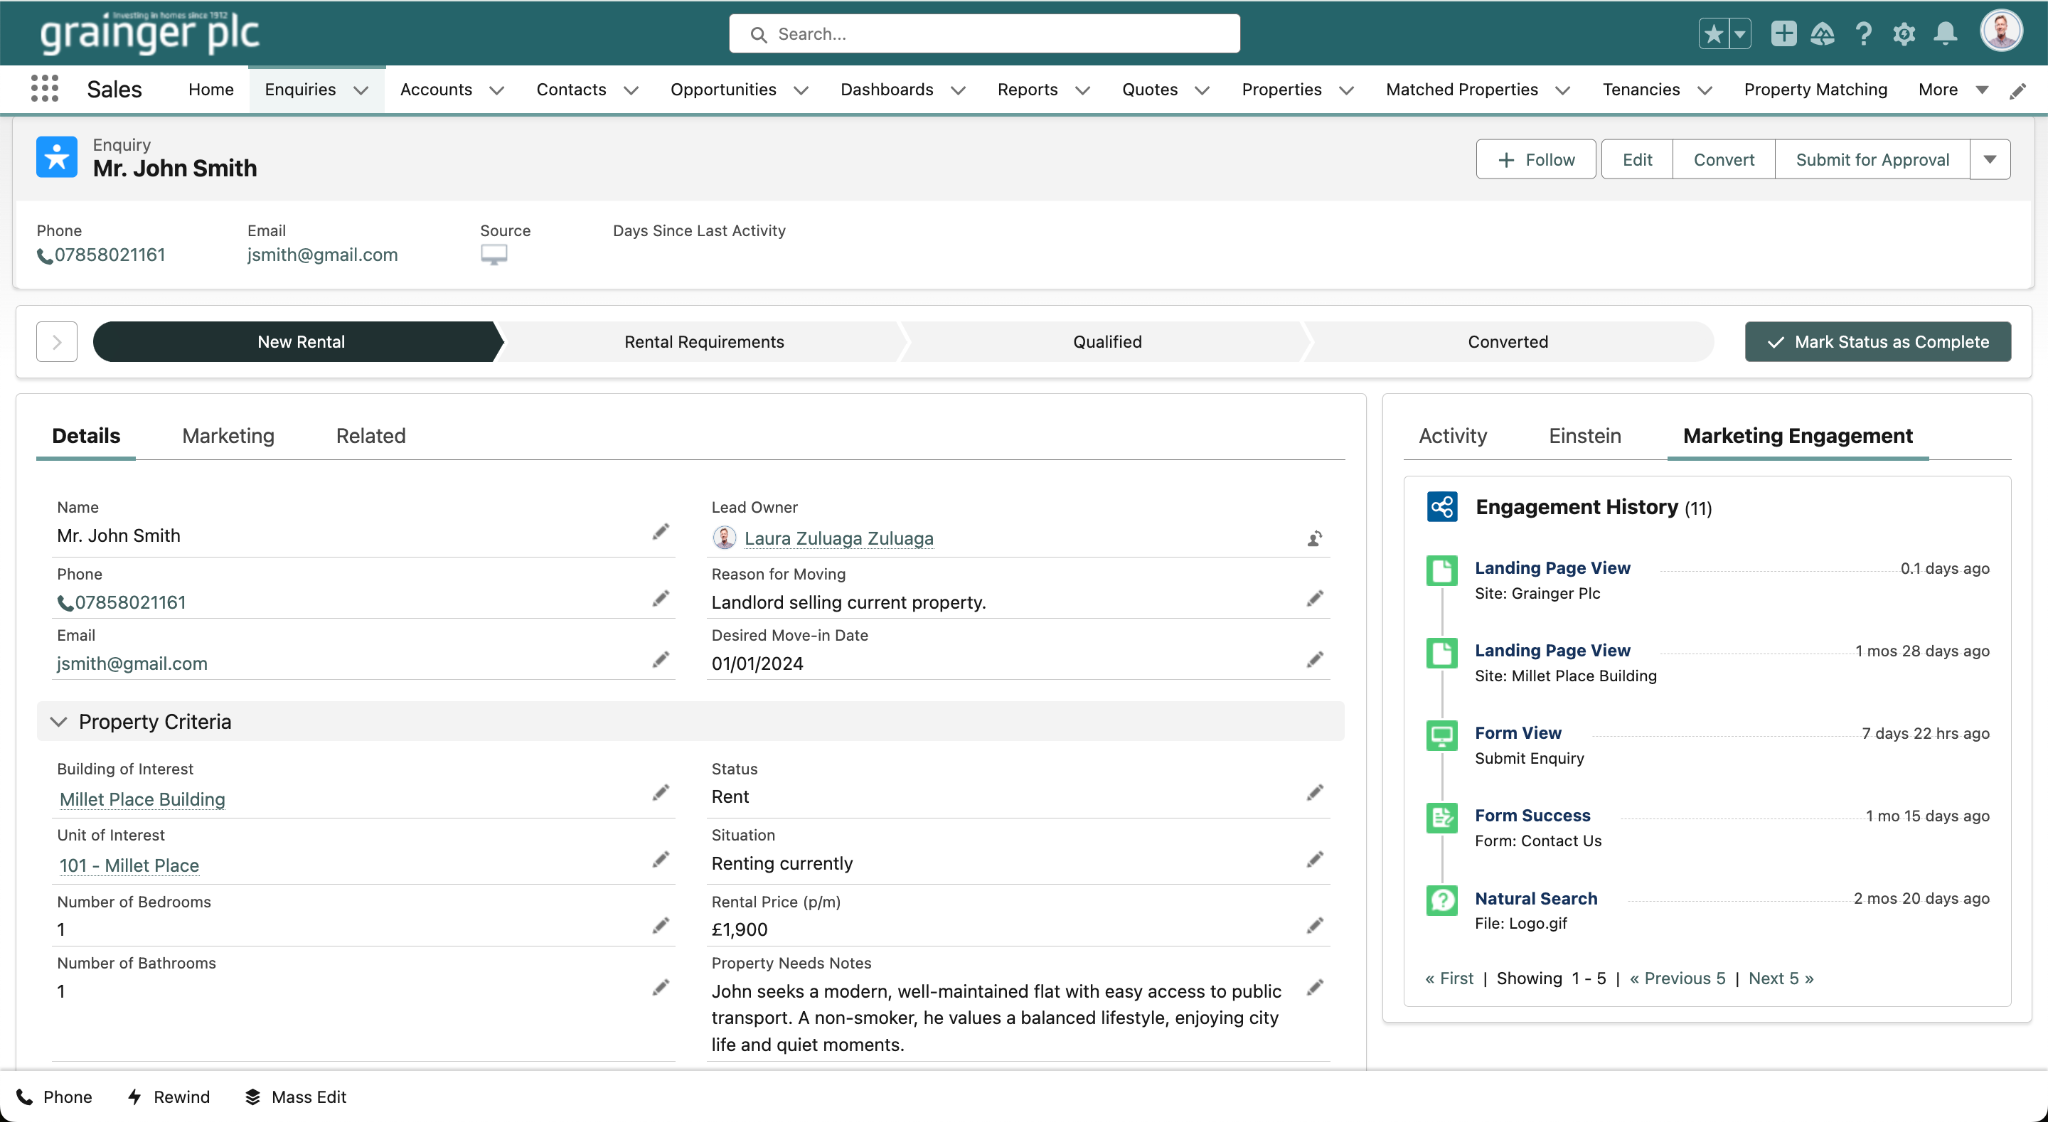 Investing in homes since 1912
grainger plc
Search...
Sales
Home
Enquiries
Accounts
Contacts
Opportunities
Dashboards
Reports
Quotes
Properties
Matched Properties
Tenancies
Property Matching
More
Enquiry
Mr. John Smith
Follow
Edit
Convert
Submit for Approval
Phone
07858021161
Email
jsmith@gmail.com
Source
Days Since Last Activity
New Rental
Rental Requirements
Qualified
Converted
Mark Status as Complete
Details
Marketing
Related
Name
Mr. John Smith
Lead Owner
Laura Zuluaga Zuluaga
Phone
07858021161
Reason for Moving
Landlord selling current property.
Email
jsmith@gmail.com
Desired Move-in Date
01/01/2024
Property Criteria
Building of Interest
Millet Place Building
Status
Rent
Unit of Interest
101 - Millet Place
Situation
Renting currently
Number of Bedrooms
1
Rental Price (p/m)
£1,900
Number of Bathrooms
1
Property Needs Notes
John seeks a modern, well-maintained flat with easy access to public
transport. A non-smoker, he values a balanced lifestyle, enjoying city
life and quiet moments.
Activity
Einstein
Marketing Engagement
Engagement History (11)
Landing Page View
0.1 days ago
Site: Grainger Plc
Landing Page View
1 mos 28 days ago
Site: Millet Place Building
Form View
7 days 22 hrs ago
Submit Enquiry
Form Success
1 mo 15 days ago
Form: Contact Us
Natural Search
2 mos 20 days ago
File: Logo.gif
« First | Showing 1 - 5 | « Previous 5 | Next 5 »
Phone
Rewind
Mass Edit